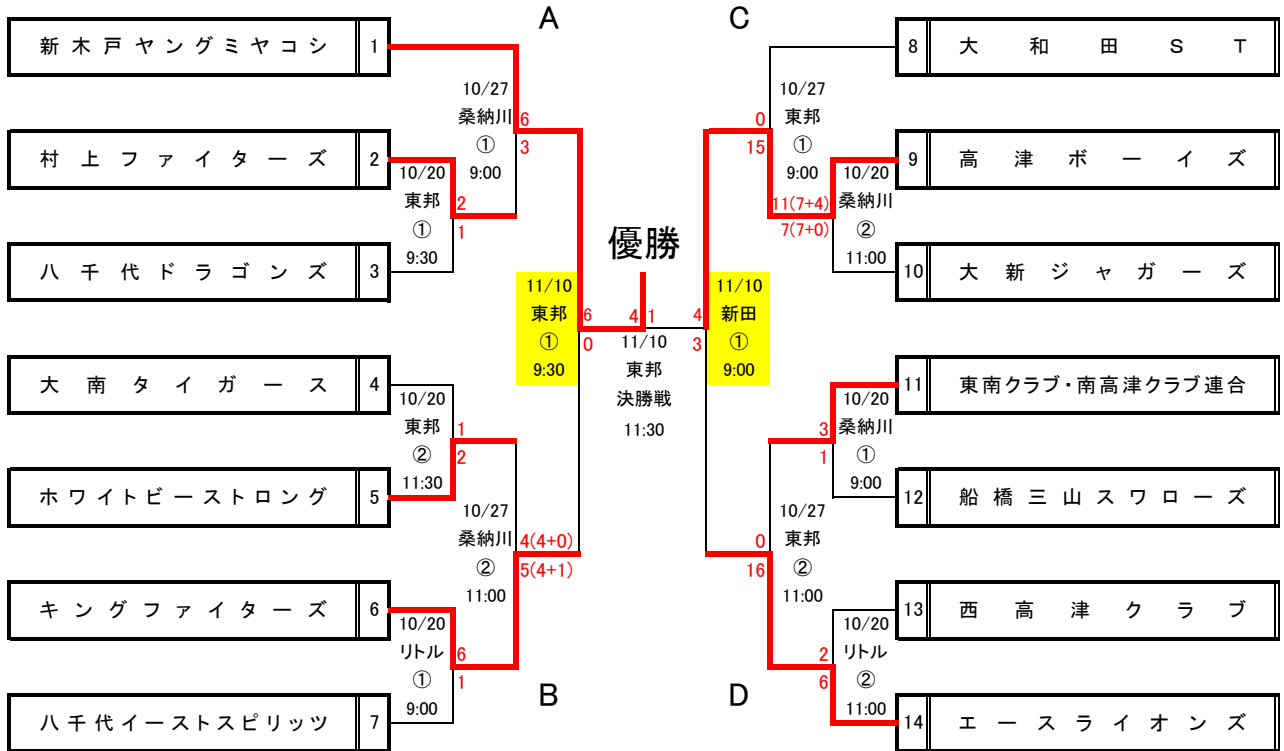 A
C
新木戸ヤングミヤコシ 1
10/27
桑納川
①
9:00
6
3
村上ファイターズ 2
10/20
東邦
①
9:30
2
1
八千代ドラゴンズ 3
11/10
東邦
①
9:30
6
0
大南タイガース 4
10/20
東邦
②
11:30
1
2
ホワイトビーストロング 5
10/27
桑納川
②
11:00
4(4+0)
5(4+1)
キングファイターズ 6
10/20
リトル
①
9:00
6
1
八千代イーストスピリッツ 7
B
優勝
4 1
11/10
東邦
決勝戦
11:30
8 大和田ST
10/27
東邦
①
9:00
0
15
9 高津ボーイズ
10/20
桑納川
②
11:00
11(7+4)
7(7+0)
10 大新ジャガーズ
11/10
新田
①
9:00
4
3
11 東南クラブ・南高津クラブ連合
10/20
桑納川
①
9:00
3
1
12 船橋三山スワローズ
10/27
東邦
②
11:00
0
16
13 西高津クラブ
10/20
リトル
②
11:00
2
6
14 エースライオンズ
D